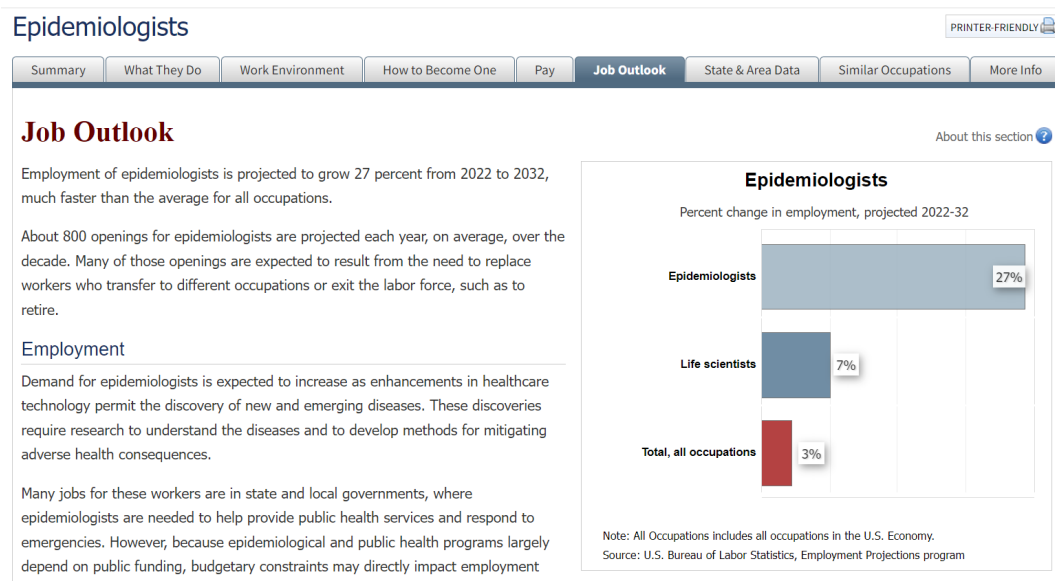 Epidemiologists
PRINTER-FRIENDLY
Summary
What They Do
Work Environment
How to Become One
Pay
Job Outlook
State & Area Data
Similar Occupations
More Info
Job Outlook
About this section ?
Employment of epidemiologists is projected to grow 27 percent from 2022 to 2032,
much faster than the average for all occupations.
About 800 openings for epidemiologists are projected each year, on average, over the
decade. Many of those openings are expected to result from the need to replace
workers who transfer to different occupations or exit the labor force, such as to
retire.
Employment
Demand for epidemiologists is expected to increase as enhancements in healthcare
technology permit the discovery of new and emerging diseases. These discoveries
require research to understand the diseases and to develop methods for mitigating
adverse health consequences.
Many jobs for these workers are in state and local governments, where
epidemiologists are needed to help provide public health services and respond to
emergencies. However, because epidemiological and public health programs largely
depend on public funding, budgetary constraints may directly impact employment
Epidemiologists
Percent change in employment, projected 2022-32
Epidemiologists
27%
Life scientists
7%
Total, all occupations
3%
Note: All Occupations includes all occupations in the U.S. Economy.
Source: U.S. Bureau of Labor Statistics, Employment Projections program